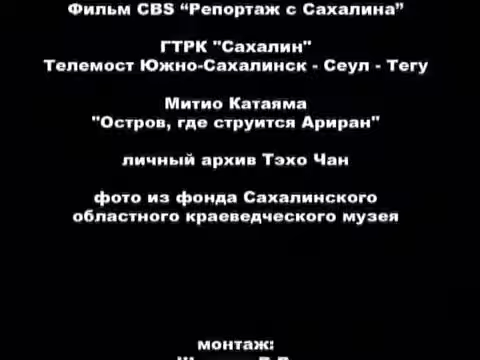 Фильм CBS “Репортаж с Сахалина”
ГТРК "Сахалин"
Телемост Южно-Сахалинск - Сеул - Тегу
Митио Катаяма
"Остров, где струится Ариран"
личный архив Тэхо Чан
фото из фонда Сахалинского
областного краеведческого музея
монтаж: